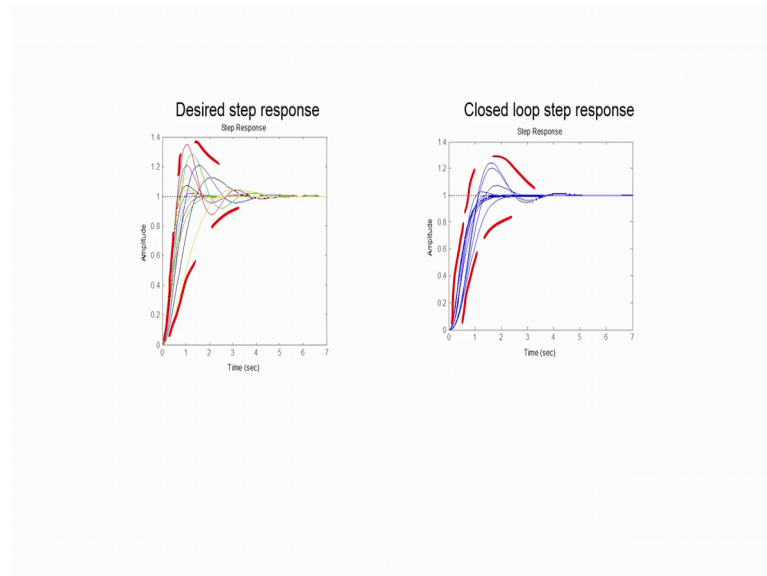 Desired step response
Step Response
1.4
1.2
1
0.8
0.6
0.4
0.2
0
Amplitude
0 1 2 3 4 5 6 7
Time (sec)
Closed loop step response
Step Response
1.4
1.2
1
0.8
0.6
0.4
0.2
0
Amplitude
0 1 2 3 4 5 6 7
Time (sec)